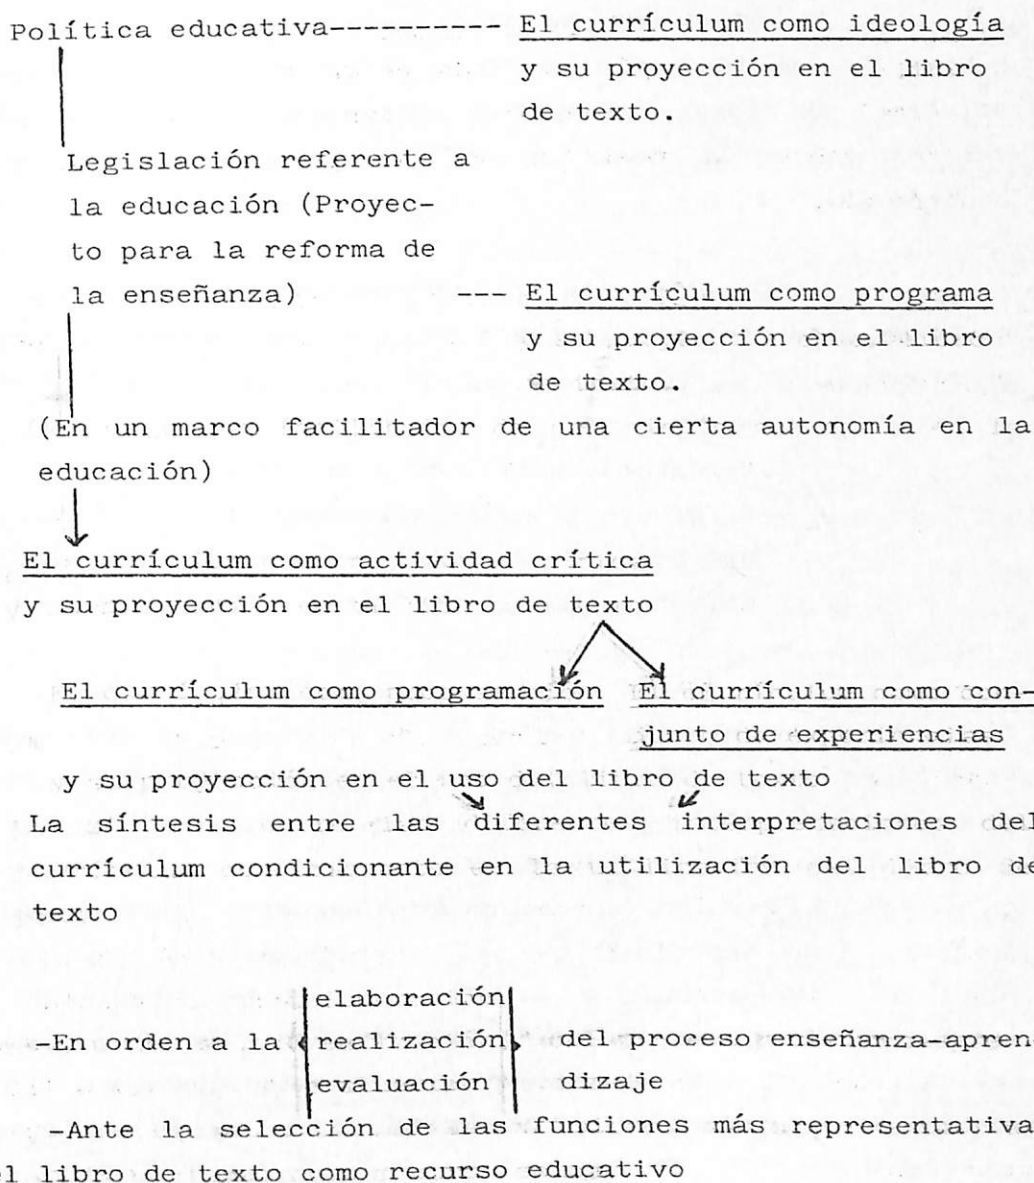 Política educativa---------- El currículum como ideología
y su proyección en el libro
de texto.
Legislación referente a
la educación (Proyec-
to para la reforma de
la enseñanza) --- El currículum como programa
y su proyección en el libro
de texto.
(En un marco facilitador de una cierta autonomía en la
educación)
El currículum como actividad crítica
y su proyección en el libro de texto
El currículum como programación El currículum como con-
junto de experiencias
y su proyección en el uso del libro de texto
La síntesis entre las diferentes interpretaciones del
currículum condicionante en la utilización del libro de
texto
elaboración
-En orden a la realización del proceso enseñanza-apren-
evaluación dizaje
-Ante la selección de las funciones más representativa
el libro de texto como recurso educativo